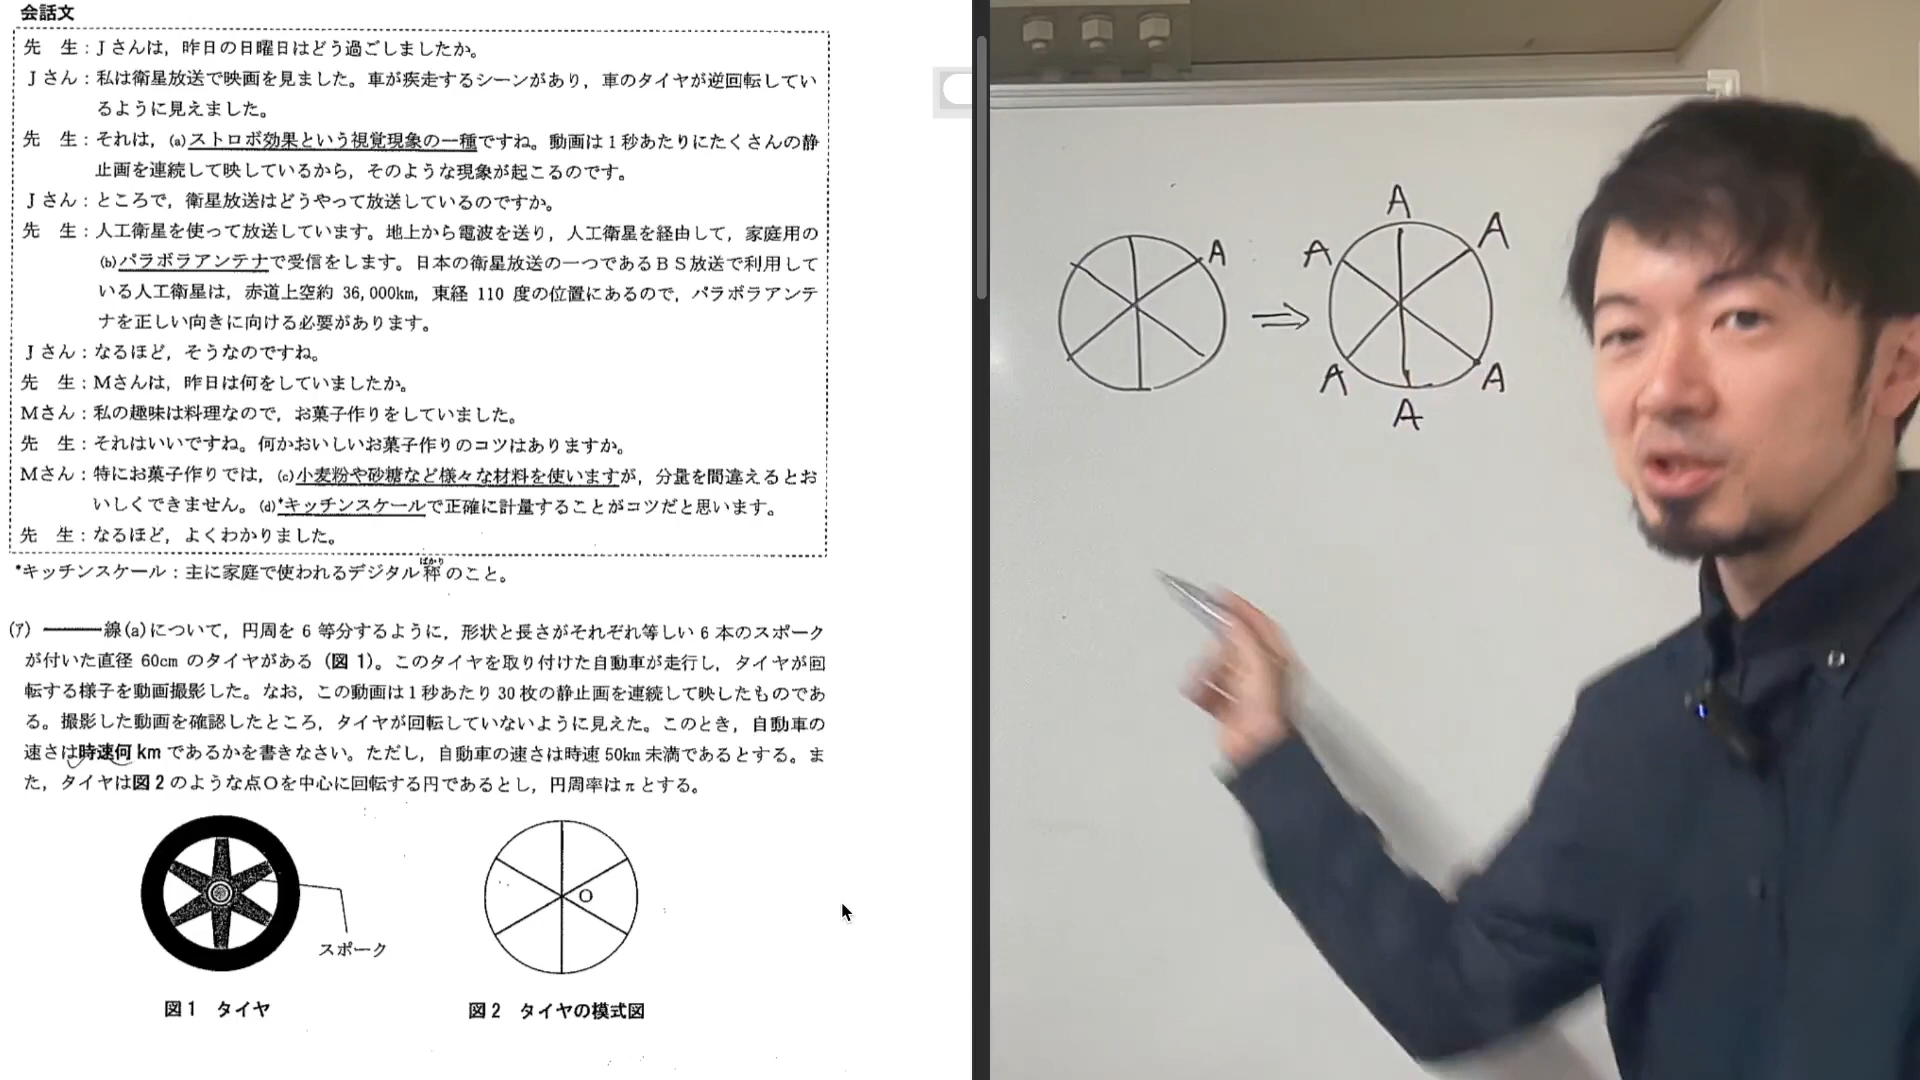 会話文
先　生：Jさんは，昨日の日曜日はどう過ごしましたか。
Jさん：私は衛星放送で映画を見ました。車が疾走するシーンがあり，車のタイヤが逆回転してい
るように見えました。
先　生：それは，(a)ストロボ効果という視覚現象の一種ですね。動画は1秒あたりにたくさんの静
止画を連続して映しているから，そのような現象が起こるのです。
Jさん：ところで，衛星放送はどうやって放送しているのですか。
先　生：人工衛星を使って放送しています。地上から電波を送り，人工衛星を経由して，家庭用の
(b)パラボラアンテナで受信をします。日本の衛星放送の一つであるBS放送で利用して
いる人工衛星は，赤道上空約 36,000km，東経 110 度の位置にあるので，パラボラアンテ
ナを正しい向きに向ける必要があります。
Jさん：なるほど，そうなのですね。
先　生：Mさんは，昨日は何をしていましたか。
Mさん：私の趣味は料理なので，お菓子作りをしていました。
先　生：それはいいですね。何かおいしいお菓子作りのコツはありますか。
Mさん：特にお菓子作りでは，(c)小麦粉や砂糖など様々な材料を使いますが，分量を間違えるとお
いしくできません。(d)*キッチンスケールで正確に計量することがコツだと思います。
先　生：なるほど，よくわかりました。
*キッチンスケール：主に家庭で使われるデジタル秤のこと。
はかり
(ア) ――線(a)について，円周を 6 等分するように，形状と長さがそれぞれ等しい 6 本のスポーク
が付いた直径 60cm のタイヤがある（図 1）。このタイヤを取り付けた自動車が走行し，タイヤが回
転する様子を動画撮影した。なお，この動画は1秒あたり 30 枚の静止画を連続して映したものであ
る。撮影した動画を確認したところ，タイヤが回転していないように見えた。このとき，自動車の
速さは時速何 km であるかを書きなさい。ただし，自動車の速さは時速 50km 未満であるとする。ま
た，タイヤは図 2 のような点Oを中心に回転する円であるとし，円周率はπとする。
スポーク
O
図1　タイヤ
図2　タイヤの模式図
A
⇒
A
A
A
A
A
A